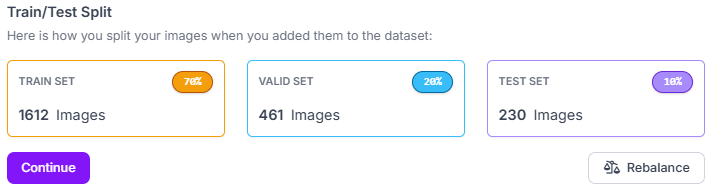 Train/Test Split
Here is how you split your images when you added them to the dataset:
TRAIN SET 70%
1612 Images
VALID SET 20%
461 Images
TEST SET 10%
230 Images
Continue
Rebalance